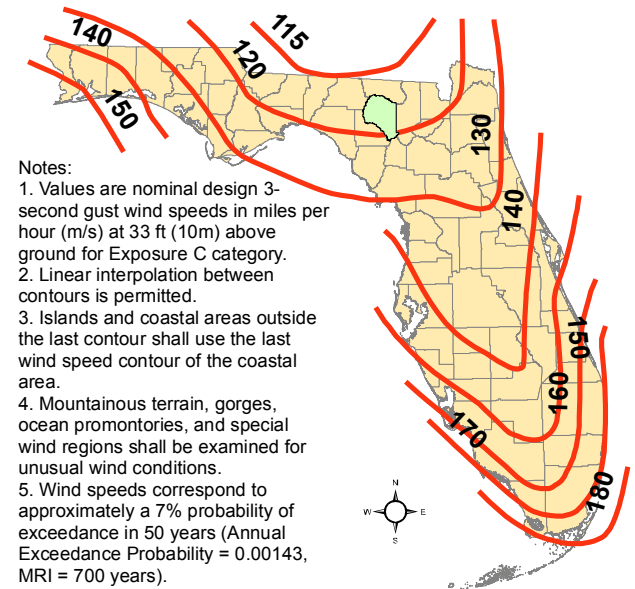 115
140
120
150
130
Notes:
1. Values are nominal design 3-
second gust wind speeds in miles per
hour (m/s) at 33 ft (10m) above
ground for Exposure C category.
2. Linear interpolation between
contours is permitted.
3. Islands and coastal areas outside
the last contour shall use the last
wind speed contour of the coastal
area.
4. Mountainous terrain, gorges,
ocean promontories, and special
wind regions shall be examined for
unusual wind conditions.
5. Wind speeds correspond to
approximately a 7% probability of
exceedance in 50 years (Annual
Exceedance Probability = 0.00143,
MRI = 700 years).
140
150
160
170
180
N
W E
S